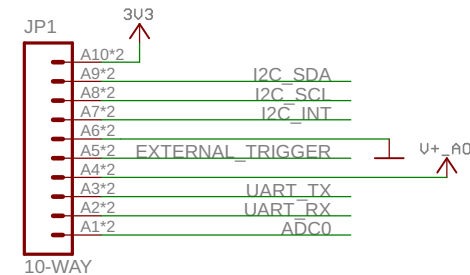 3V3
JP1
A10*2
A9*2 I2C_SDA
A8*2 I2C_SCL
A7*2 I2C_INT
A6*2
A5*2 EXTERNAL_TRIGGER
V+_A0
A4*2
A3*2 UART_TX
A2*2 UART_RX
A1*2 ADC0
10-WAY